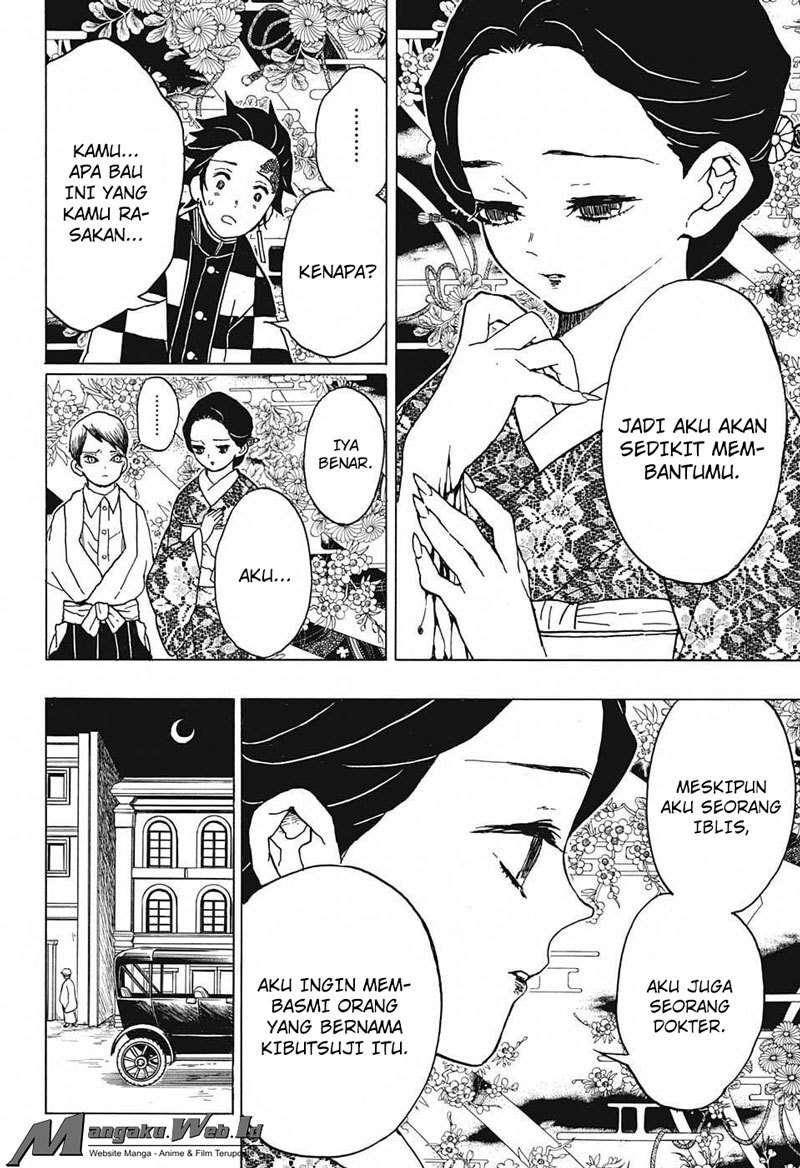 JADI AKU AKAN
SEDIKIT MEM-
BANTUMU.
.........
KENAPA?
KAMU...
APA BAU
INI YANG
KAMU RA-
SAKAN...
IYA
BENAR.
AKU...
.........
MESKIPUN
AKU SEORANG
IBLIS,
AKU JUGA
SEORANG
DOKTER.
AKU INGIN MEM-
BASMI ORANG
YANG BERNAMA
KIBUTSUJI ITU.
Mangaku.Web.Id
Website Manga - Anime & Film Terupdate